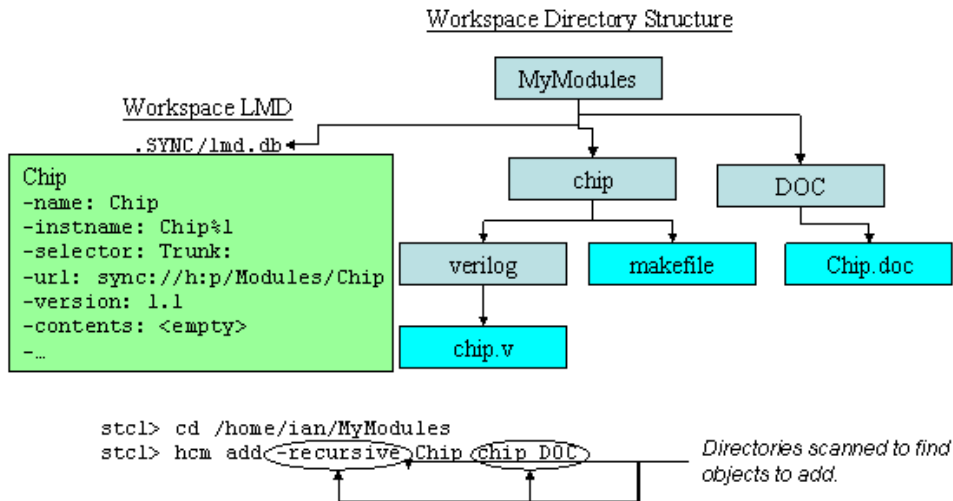 Workspace Directory Structure
MyModules
Workspace LMD
.SYNC/lmd.db
Chip
-name: Chip
-instname: Chip%1
-selector: Trunk:
-url: sync://h:p/Modules/Chip
-version: 1.1
-contents: <empty>
-…
chip
DOC
verilog
makefile
Chip.doc
chip.v
stcl> cd /home/ian/MyModules
stcl> hcm add -recursive Chip chip DOC
Directories scanned to find
objects to add.